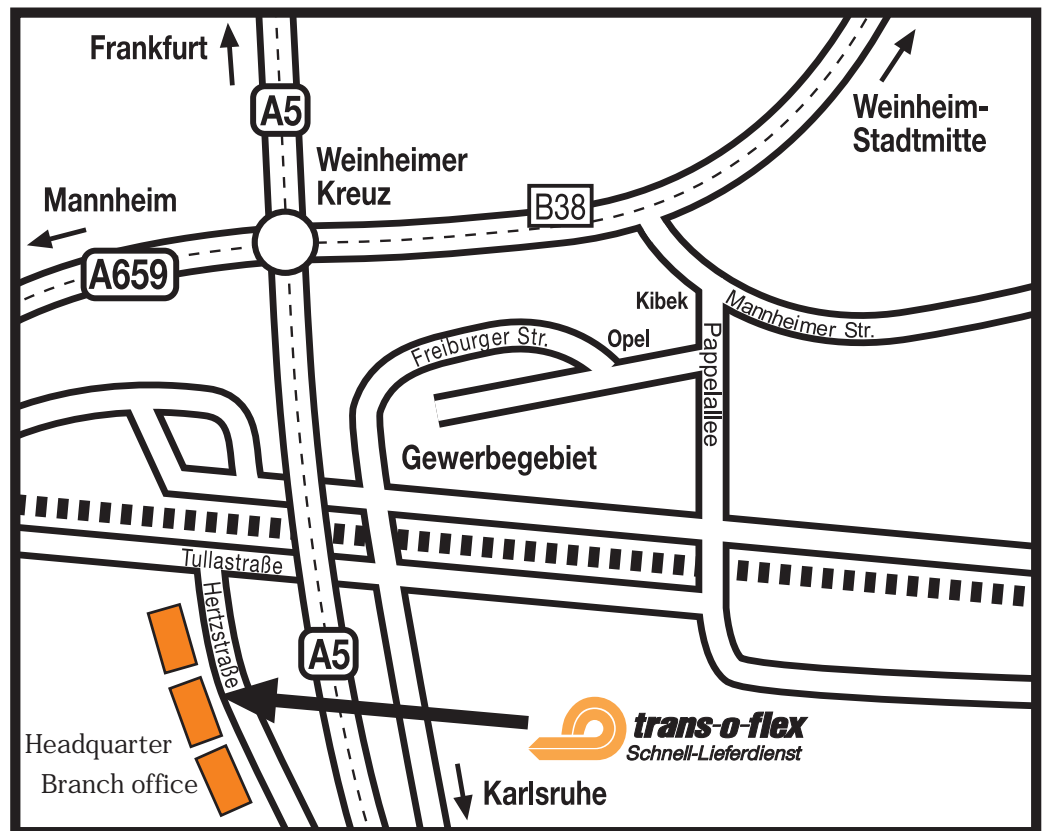 Frankfurt
A5
Weinheim-
Stadtmitte
Weinheimer
Kreuz
Mannheim
B38
A659
Kibek
Mannheimer Str.
Opel
Freiburger Str.
Pappelallee
Gewerbegebiet
Tullastraße
Hertzstraße
A5
trans-o-flex
Schnell-Lieferdienst
Headquarter
Branch office
Karlsruhe